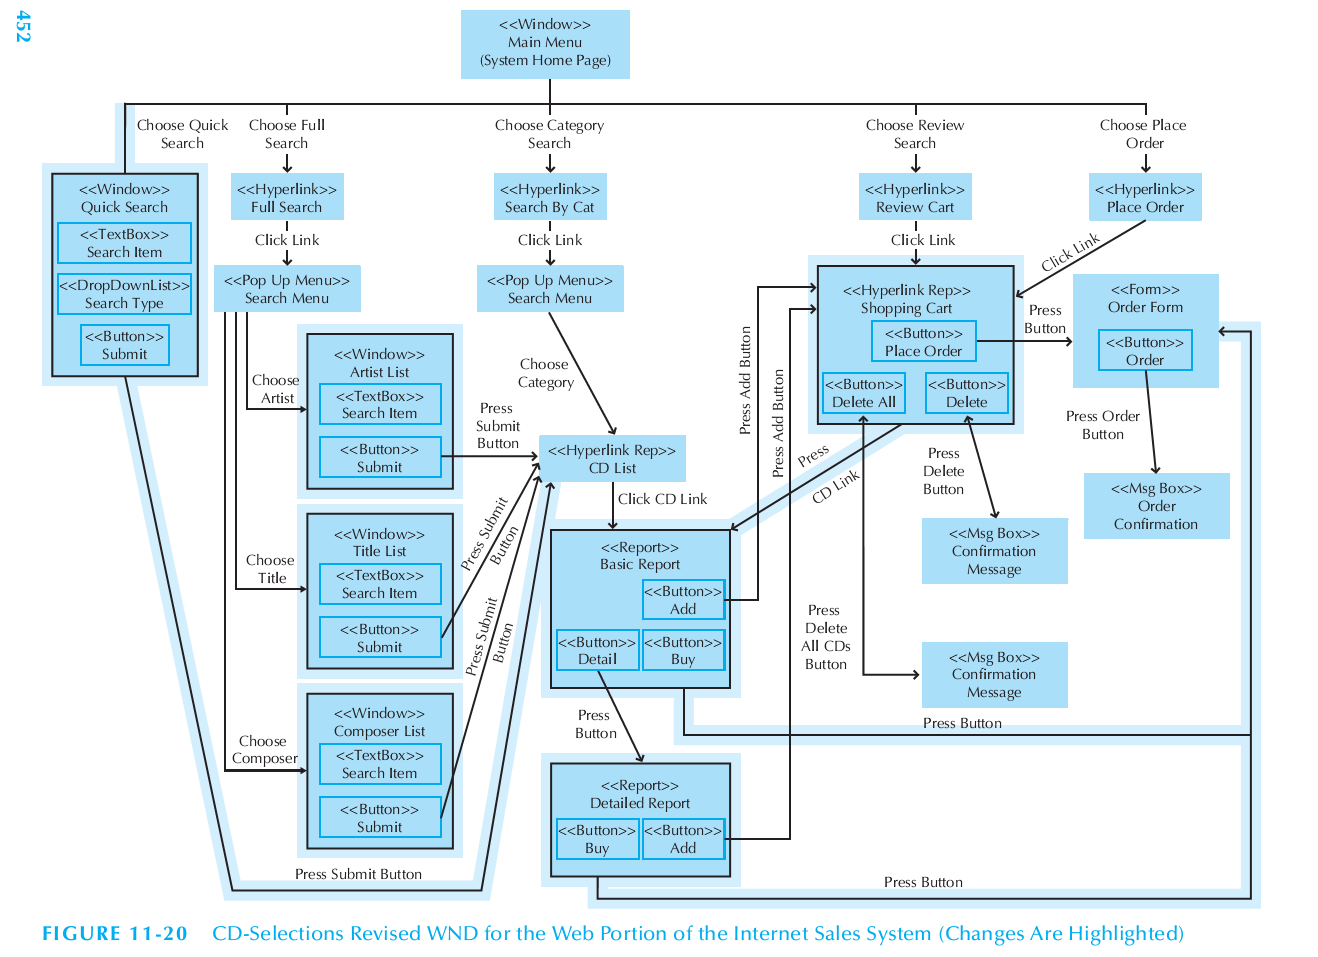 452
<<Window>>
Main Menu
(System Home Page)
Choose Quick
Search
Choose Full
Search
Choose Category
Search
Choose Review
Search
Choose Place
Order
<<Window>>
Quick Search
<<TextBox>>
Search Item
<<DropDownList>>
Search Type
<<Button>>
Submit
<<Hyperlink>>
Full Search
Click Link
<<Pop Up Menu>>
Search Menu
<<Hyperlink>>
Search By Cat
Click Link
<<Pop Up Menu>>
Search Menu
<<Hyperlink>>
Review Cart
Click Link
<<Hyperlink>>
Place Order
Click Link
<<Hyperlink Rep>>
Shopping Cart
<<Button>>
Place Order
<<Button>>
Delete All
<<Button>>
Delete
Press
Button
<<Form>>
Order Form
<<Button>>
Order
Press Order
Button
<<Msg Box>>
Order
Confirmation
Choose
Artist
<<Window>>
Artist List
<<TextBox>>
Search Item
<<Button>>
Submit
Press
Submit
Button
Choose
Category
<<Hyperlink Rep>>
CD List
Click CD Link
Press Add Button
Press Add Button
Press
CD Link
Press
Delete
Button
<<Msg Box>>
Confirmation
Message
Choose
Title
<<Window>>
Title List
<<TextBox>>
Search Item
<<Button>>
Submit
Press Submit
Button
<<Report>>
Basic Report
<<Button>>
Add
<<Button>>
Detail
<<Button>>
Buy
Press
Delete
All CDs
Button
<<Msg Box>>
Confirmation
Message
Press Submit
Button
Choose
Composer
<<Window>>
Composer List
<<TextBox>>
Search Item
<<Button>>
Submit
Press
Button
Press Button
<<Report>>
Detailed Report
<<Button>>
Buy
<<Button>>
Add
Press Submit Button
Press Button
FIGURE 11-20 CD-Selections Revised WND for the Web Portion of the Internet Sales System (Changes Are Highlighted)